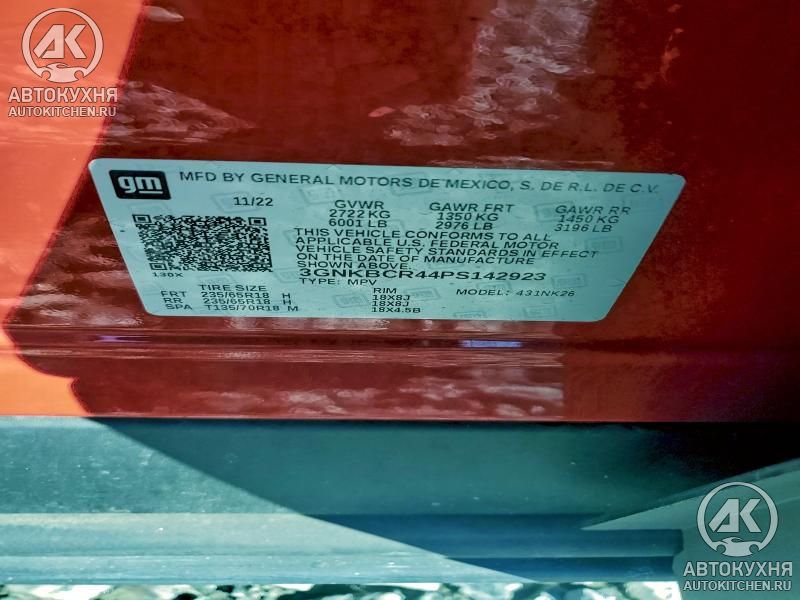 АВТОКУХНЯ
AUTOKITCHEN.RU
gm
MFD BY GENERAL MOTORS DE MEXICO, S. DE R.L. DE C.V.
11/22 GVWR GAWR FRT GAWR RR
2722 KG 1350 KG 1450 KG
6001 LB 2976 LB 3196 LB
THIS VEHICLE CONFORMS TO ALL
APPLICABLE U.S. FEDERAL MOTOR
VEHICLE SAFETY STANDARDS IN EFFECT
ON THE DATE OF MANUFACTURE
SHOWN ABOVE.
3GNKBCR44PS142923
TYPE: MPV MODEL: 431NK26
TIRE SIZE RIM
FRT 235/65R18 H 18X8J
RR 235/65R18 H 18X8J
SPA T135/70R18 M 18X4.5B
АВТОКУХНЯ
AUTOKITCHEN.RU